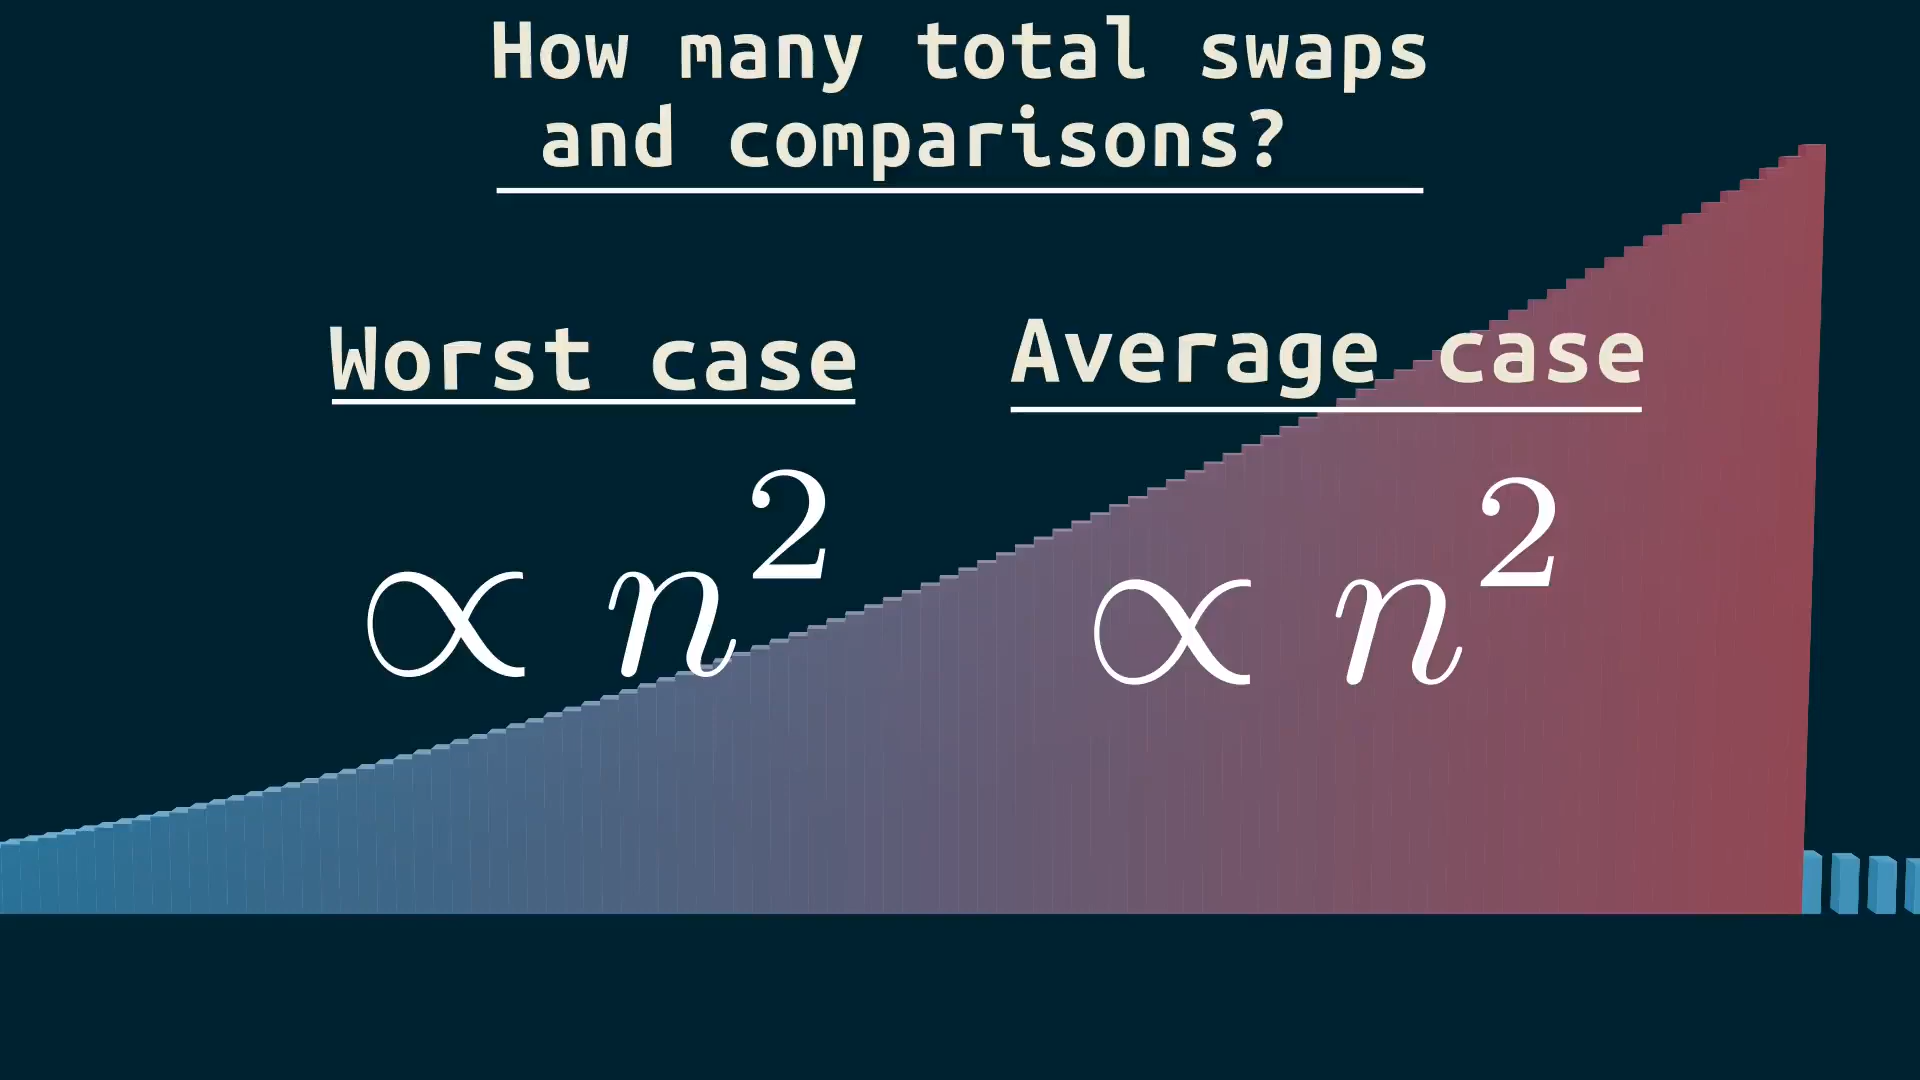 How many total swaps
and comparisons?
Worst case
Average case
∝ n²
∝ n²